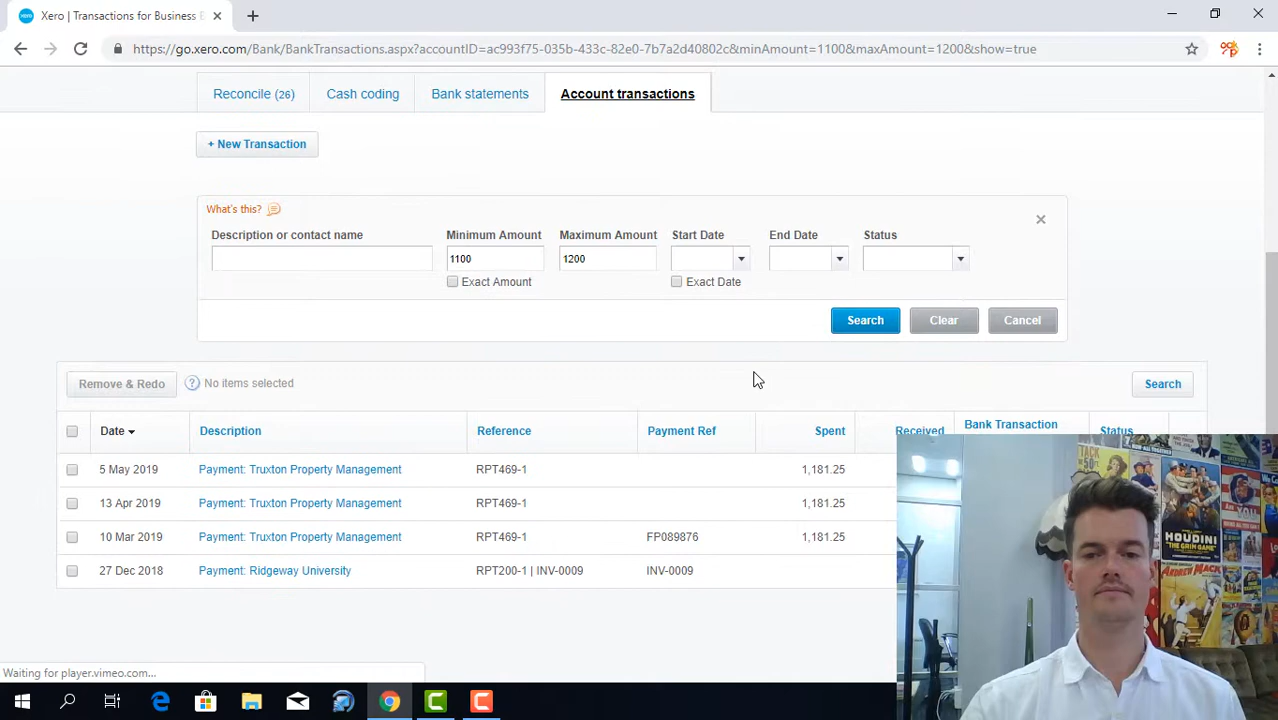 Xero | Transactions for Business B
https://go.xero.com/Bank/BankTransactions.aspx?accountID=ac993f75-035b-433c-82e0-7b7a2d40802c&minAmount=1100&maxAmount=1200&show=true
Reconcile (26) Cash coding Bank statements Account transactions
+ New Transaction
What's this?
Description or contact name Minimum Amount Maximum Amount Start Date End Date Status
1100 1200
Exact Amount Exact Date
Search Clear Cancel
Remove & Redo ? No items selected Search
Date Description Reference Payment Ref Spent Received Bank Transaction Status
5 May 2019 Payment: Truxton Property Management RPT469-1 1,181.25
13 Apr 2019 Payment: Truxton Property Management RPT469-1 1,181.25
10 Mar 2019 Payment: Truxton Property Management RPT469-1 FP089876 1,181.25
27 Dec 2018 Payment: Ridgeway University RPT200-1 | INV-0009 INV-0009
HOUDINI
THE GRIM GAME
ANDREW MACK
Waiting for player.vimeo.com...